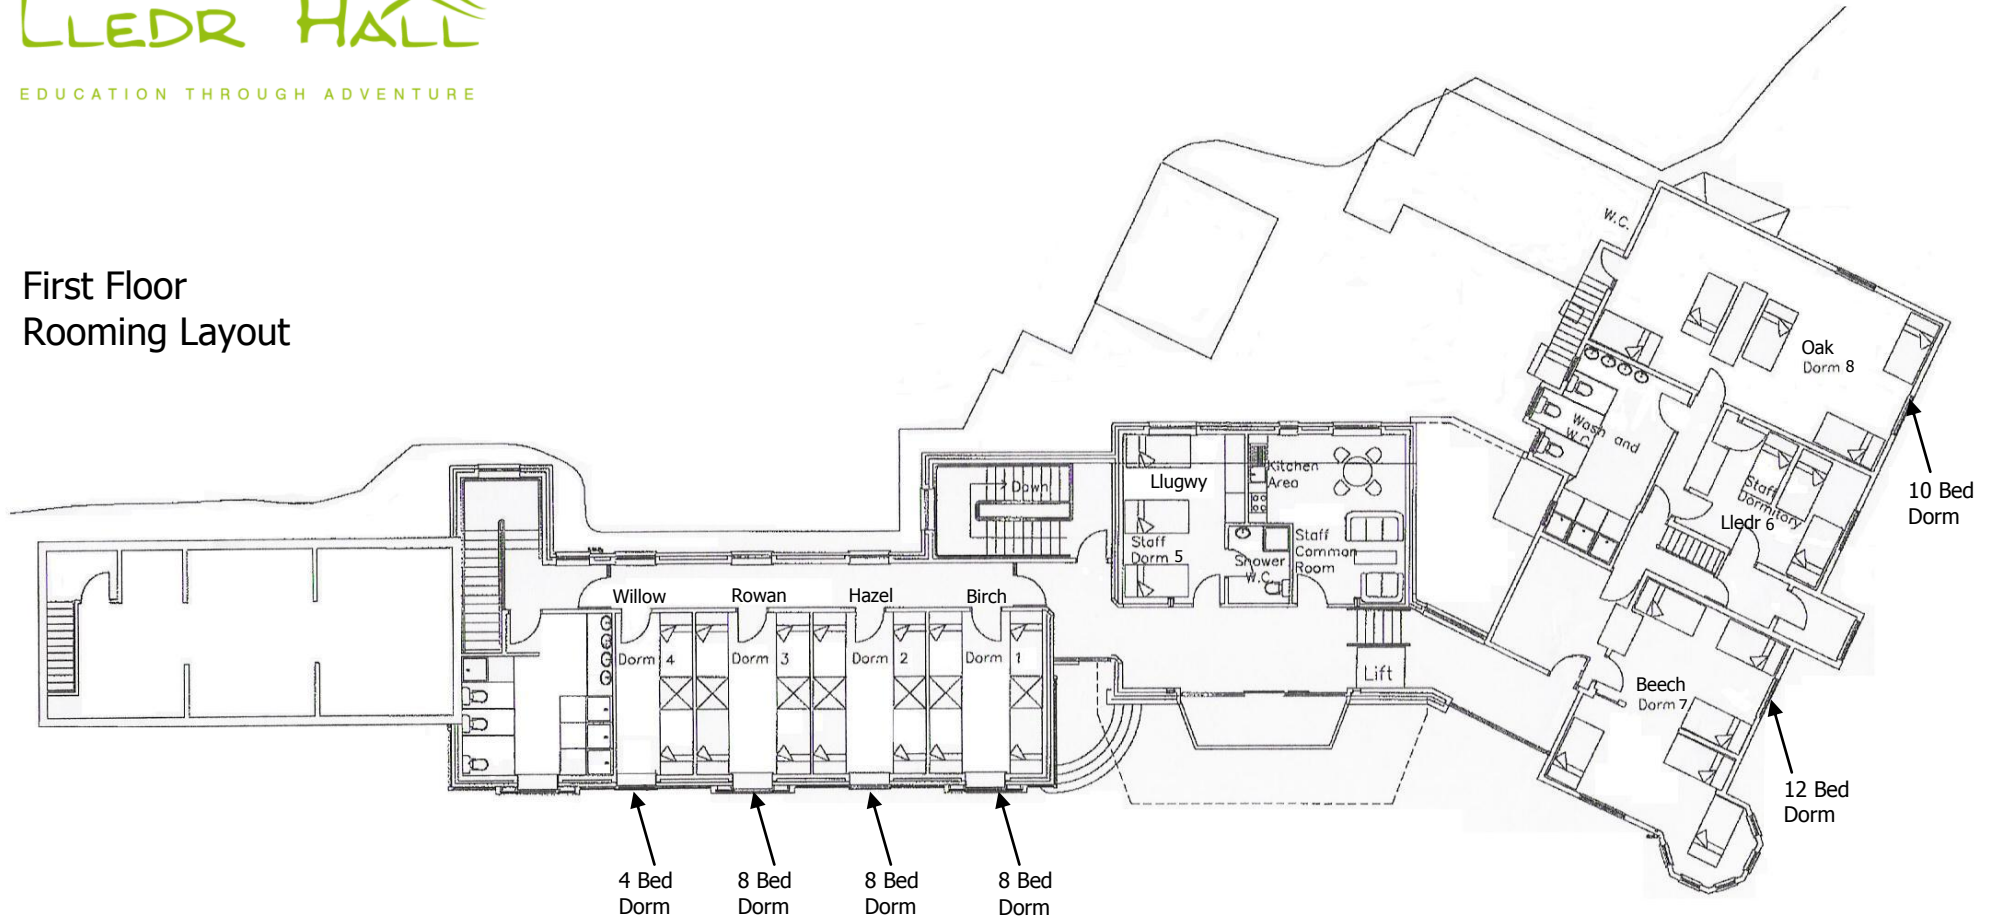 LLEDR HALL
EDUCATION THROUGH ADVENTURE
First Floor
Rooming Layout
W.C.
Oak
Dorm 8
10 Bed
Dorm
Wash and
W.C.
Staff
Dormitory
Lledr 6
Down
Llugwy
Staff
Dorm 5
Kitchen
Area
Staff
Common
Room
Shower
W.C.
Willow
Rowan
Hazel
Birch
Dorm 4
Dorm 3
Dorm 2
Dorm 1
Lift
Beech
Dorm 7
12 Bed
Dorm
4 Bed
Dorm
8 Bed
Dorm
8 Bed
Dorm
8 Bed
Dorm